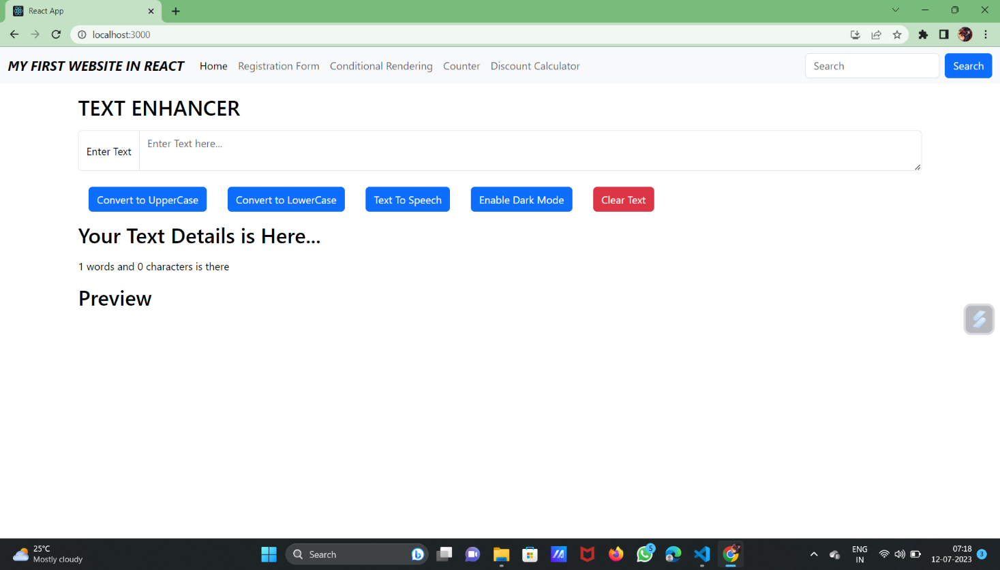 React App
localhost:3000
MY FIRST WEBSITE IN REACT Home Registration Form Conditional Rendering Counter Discount Calculator Search Search
TEXT ENHANCER
Enter Text Enter Text here...
Convert to UpperCase Convert to LowerCase Text To Speech Enable Dark Mode Clear Text
Your Text Details is Here...
1 words and 0 characters is there
Preview
25°C
Mostly cloudy
Search
5
ENG
IN
07:18
12-07-2023
3